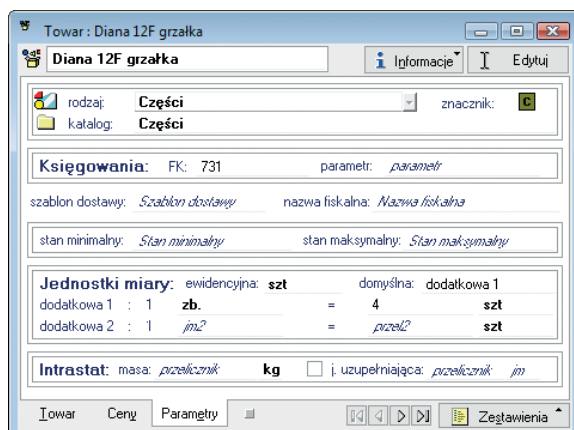 Towar : Diana 12F grzałka
Diana 12F grzałka Informacje Edytuj
rodzaj: Części znacznik: C
katalog: Części
Księgowania: FK: 731 parametr: parametr
szablon dostawy: Szablon dostawy nazwa fiskalna: Nazwa fiskalna
stan minimalny: Stan minimalny stan maksymalny: Stan maksymalny
Jednostki miary: ewidencyjna: szt domyślna: dodatkowa 1
dodatkowa 1 : 1 zb. = 4 szt
dodatkowa 2 : 1 jm2 = przel2 szt
Intrastat: masa: przelicznik kg j. uzupełniająca: przelicznik jm
Towar Ceny Parametry Zestawienia